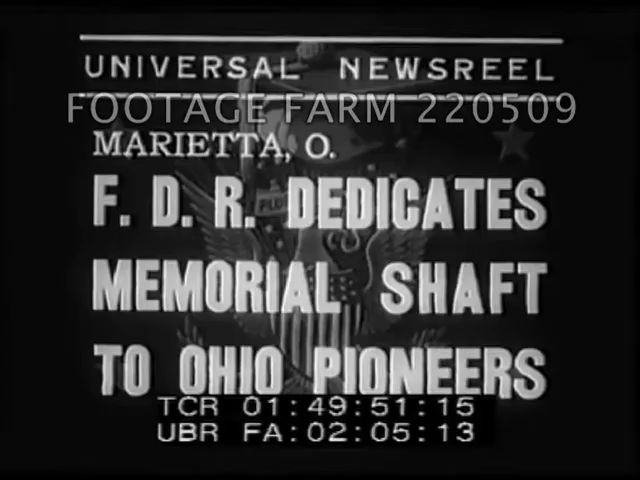 UNIVERSAL NEWSREEL
FOOTAGE FARM 220509
MARIETTA, O.
F. D. R. DEDICATES
MEMORIAL SHAFT
TO OHIO PIONEERS
TCR 01:49:51:15
UBR FA:02:05:13